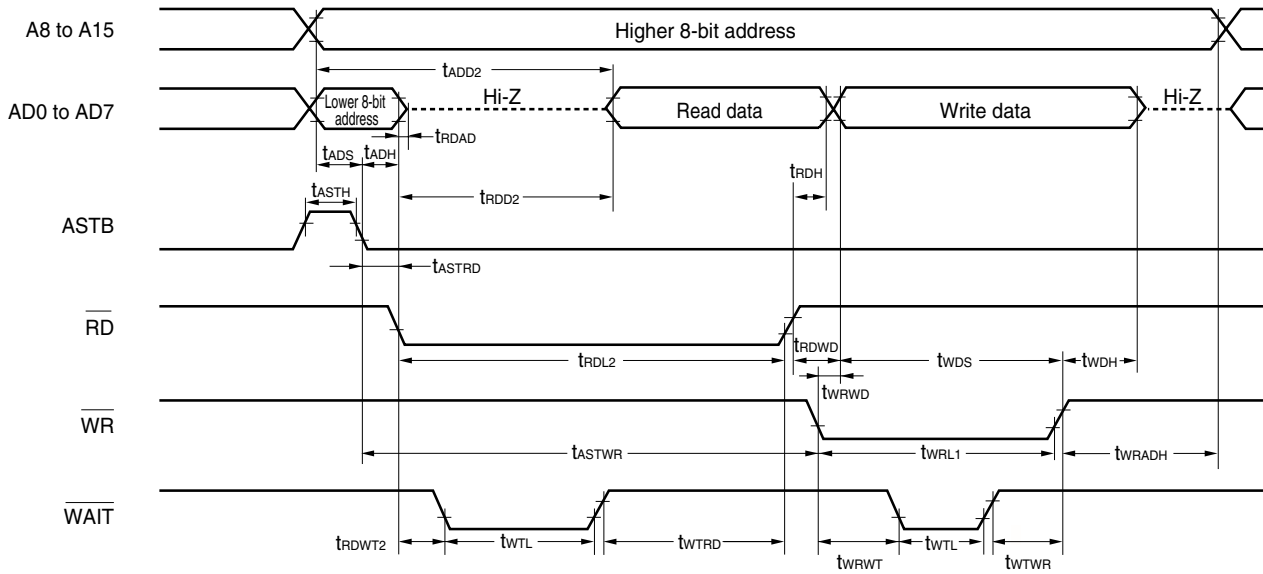 A8 to A15
Higher 8-bit address
tADD2
AD0 to AD7
Lower 8-bit
address
Hi-Z
Read data
Write data
Hi-Z
tRDAD
tADS
tADH
tRDH
tASTH
tRDD2
ASTB
tASTRD
RD
tRDL2
tRDWD
tWDS
tWDH
tWRWD
WR
tASTWR
tWRL1
tWRADH
WAIT
tRDWT2
tWTL
tWTRD
tWRWT
tWTL
tWTWR